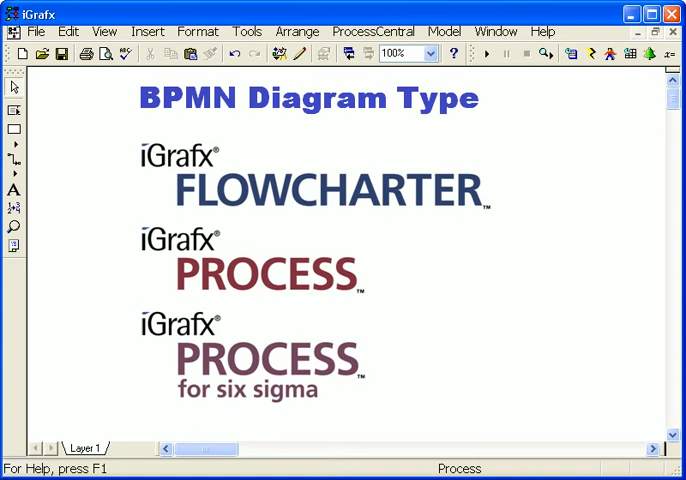 iGrafx
File Edit View Insert Format Tools Arrange ProcessCentral Model Window Help
100%
BPMN Diagram Type
iGrafx®
FLOWCHARTER™
iGrafx®
PROCESS™
iGrafx®
PROCESS™
for six sigma
Layer 1
For Help, press F1
Process